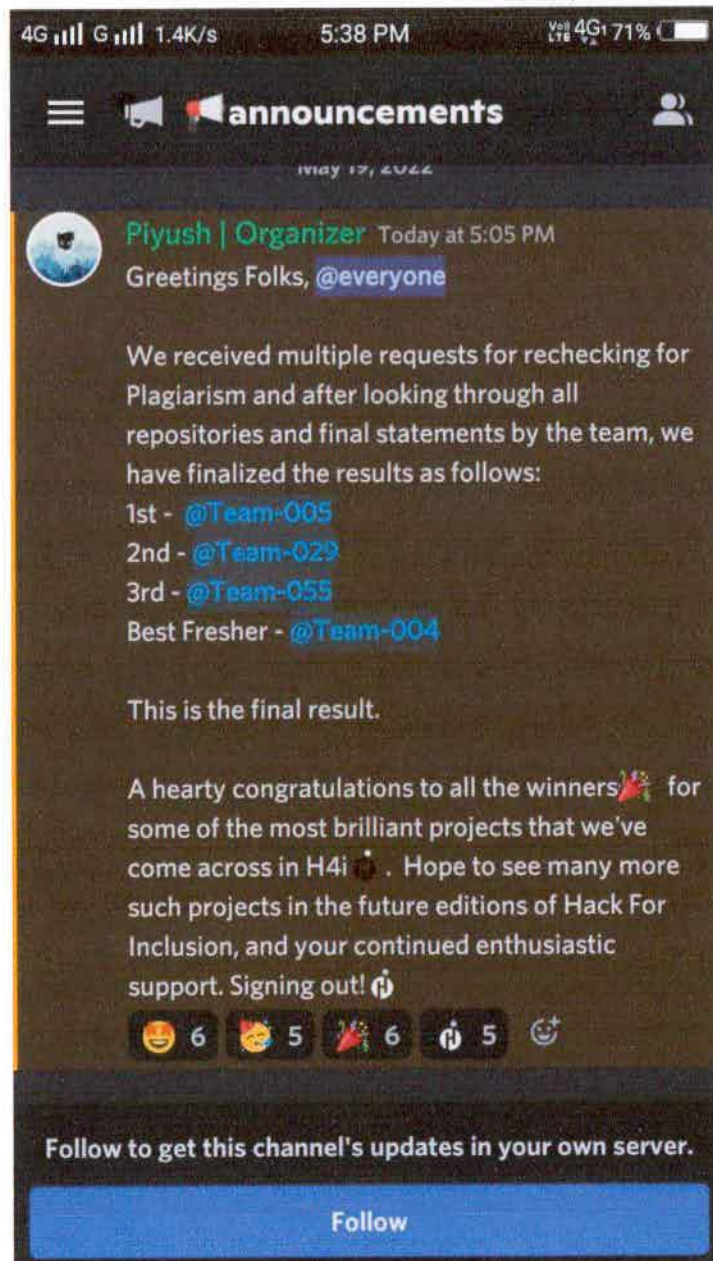 4G G 1.4K/s 5:38 PM VoLTE 4G 71%
announcements
May 19, 2022
Piyush | Organizer Today at 5:05 PM
Greetings Folks, @everyone
We received multiple requests for rechecking for
Plagiarism and after looking through all
repositories and final statements by the team, we
have finalized the results as follows:
1st - @Team-005
2nd - @Team-029
3rd - @Team-055
Best Fresher - @Team-004
This is the final result.
A hearty congratulations to all the winners🎉 for
some of the most brilliant projects that we've
come across in H4i . Hope to see many more
such projects in the future editions of Hack For
Inclusion, and your continued enthusiastic
support. Signing out!
🤩 6 🥳 5 🎉 6 5
Follow to get this channel's updates in your own server.
Follow